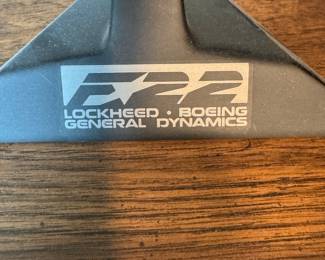 F22
LOCKHEED • BOEING
GENERAL DYNAMICS